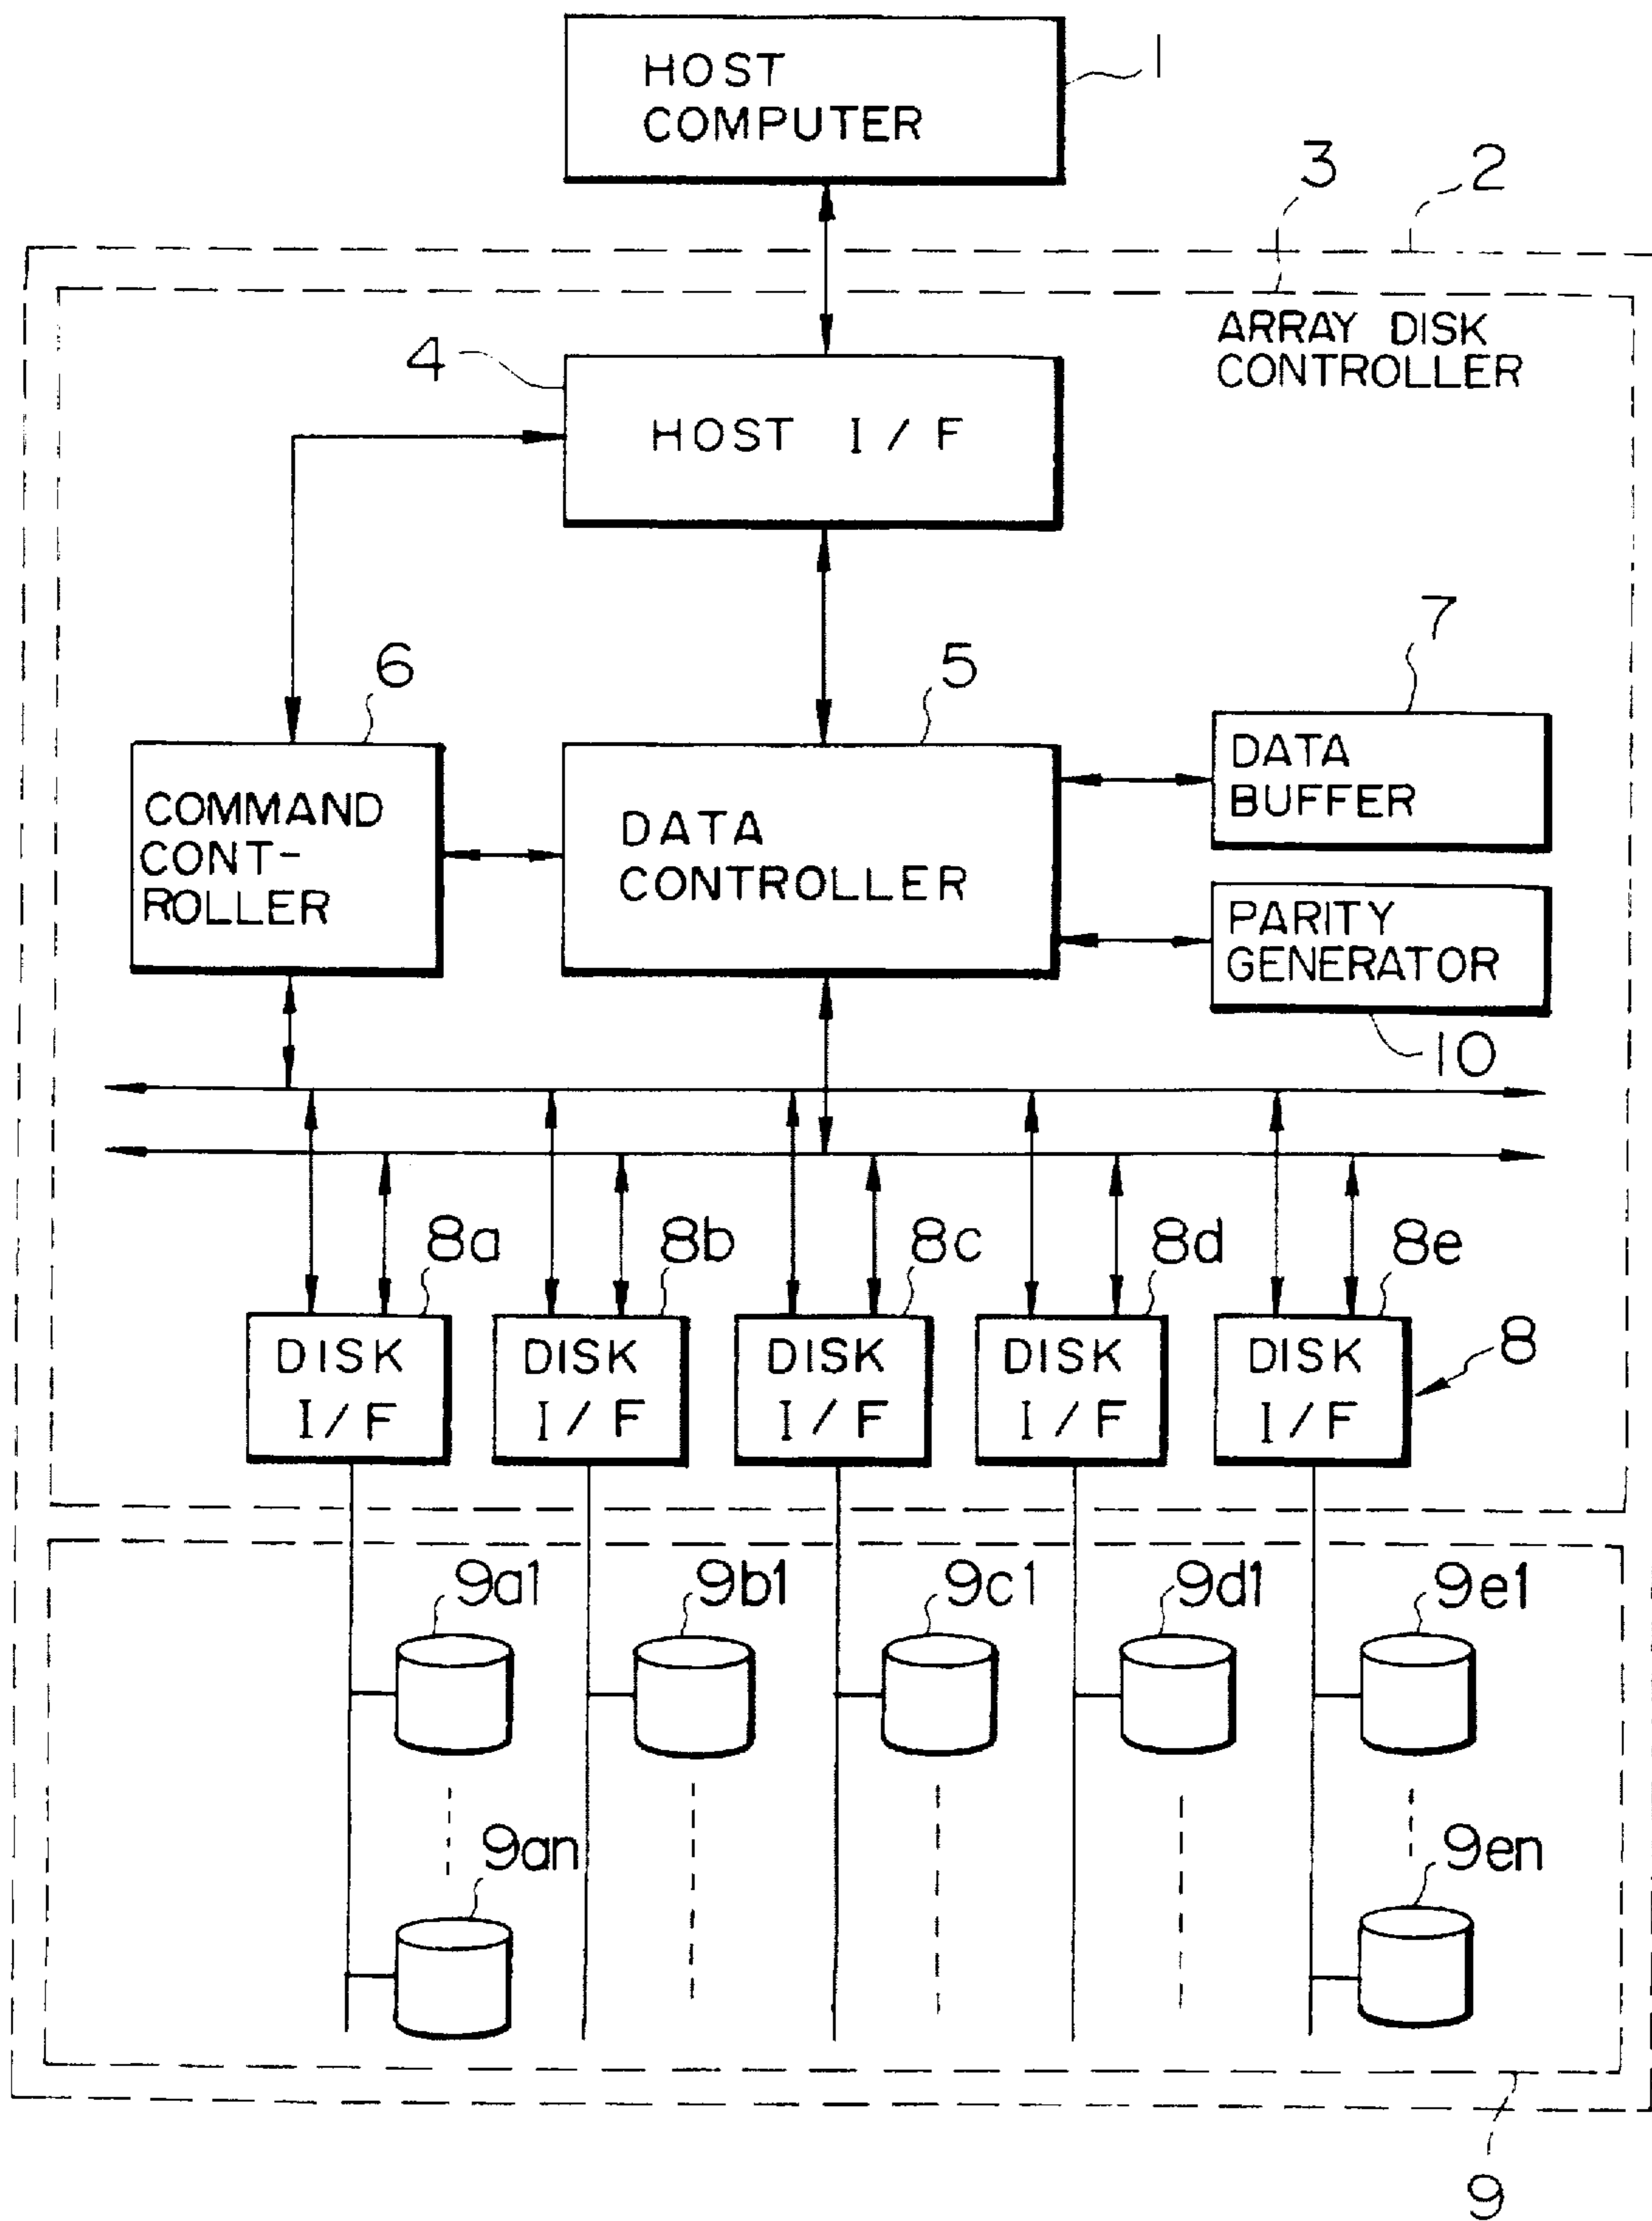 HOST
COMPUTER
1
2
3
ARRAY DISK
CONTROLLER
4
HOST I/F
6
5
7
COMMAND
CONT-
ROLLER
DATA
CONTROLLER
DATA
BUFFER
PARITY
GENERATOR
10
8a
8b
8c
8d
8e
DISK
I/F
DISK
I/F
DISK
I/F
DISK
I/F
DISK
I/F
8
9a1
9b1
9c1
9d1
9e1
9an
9en
9